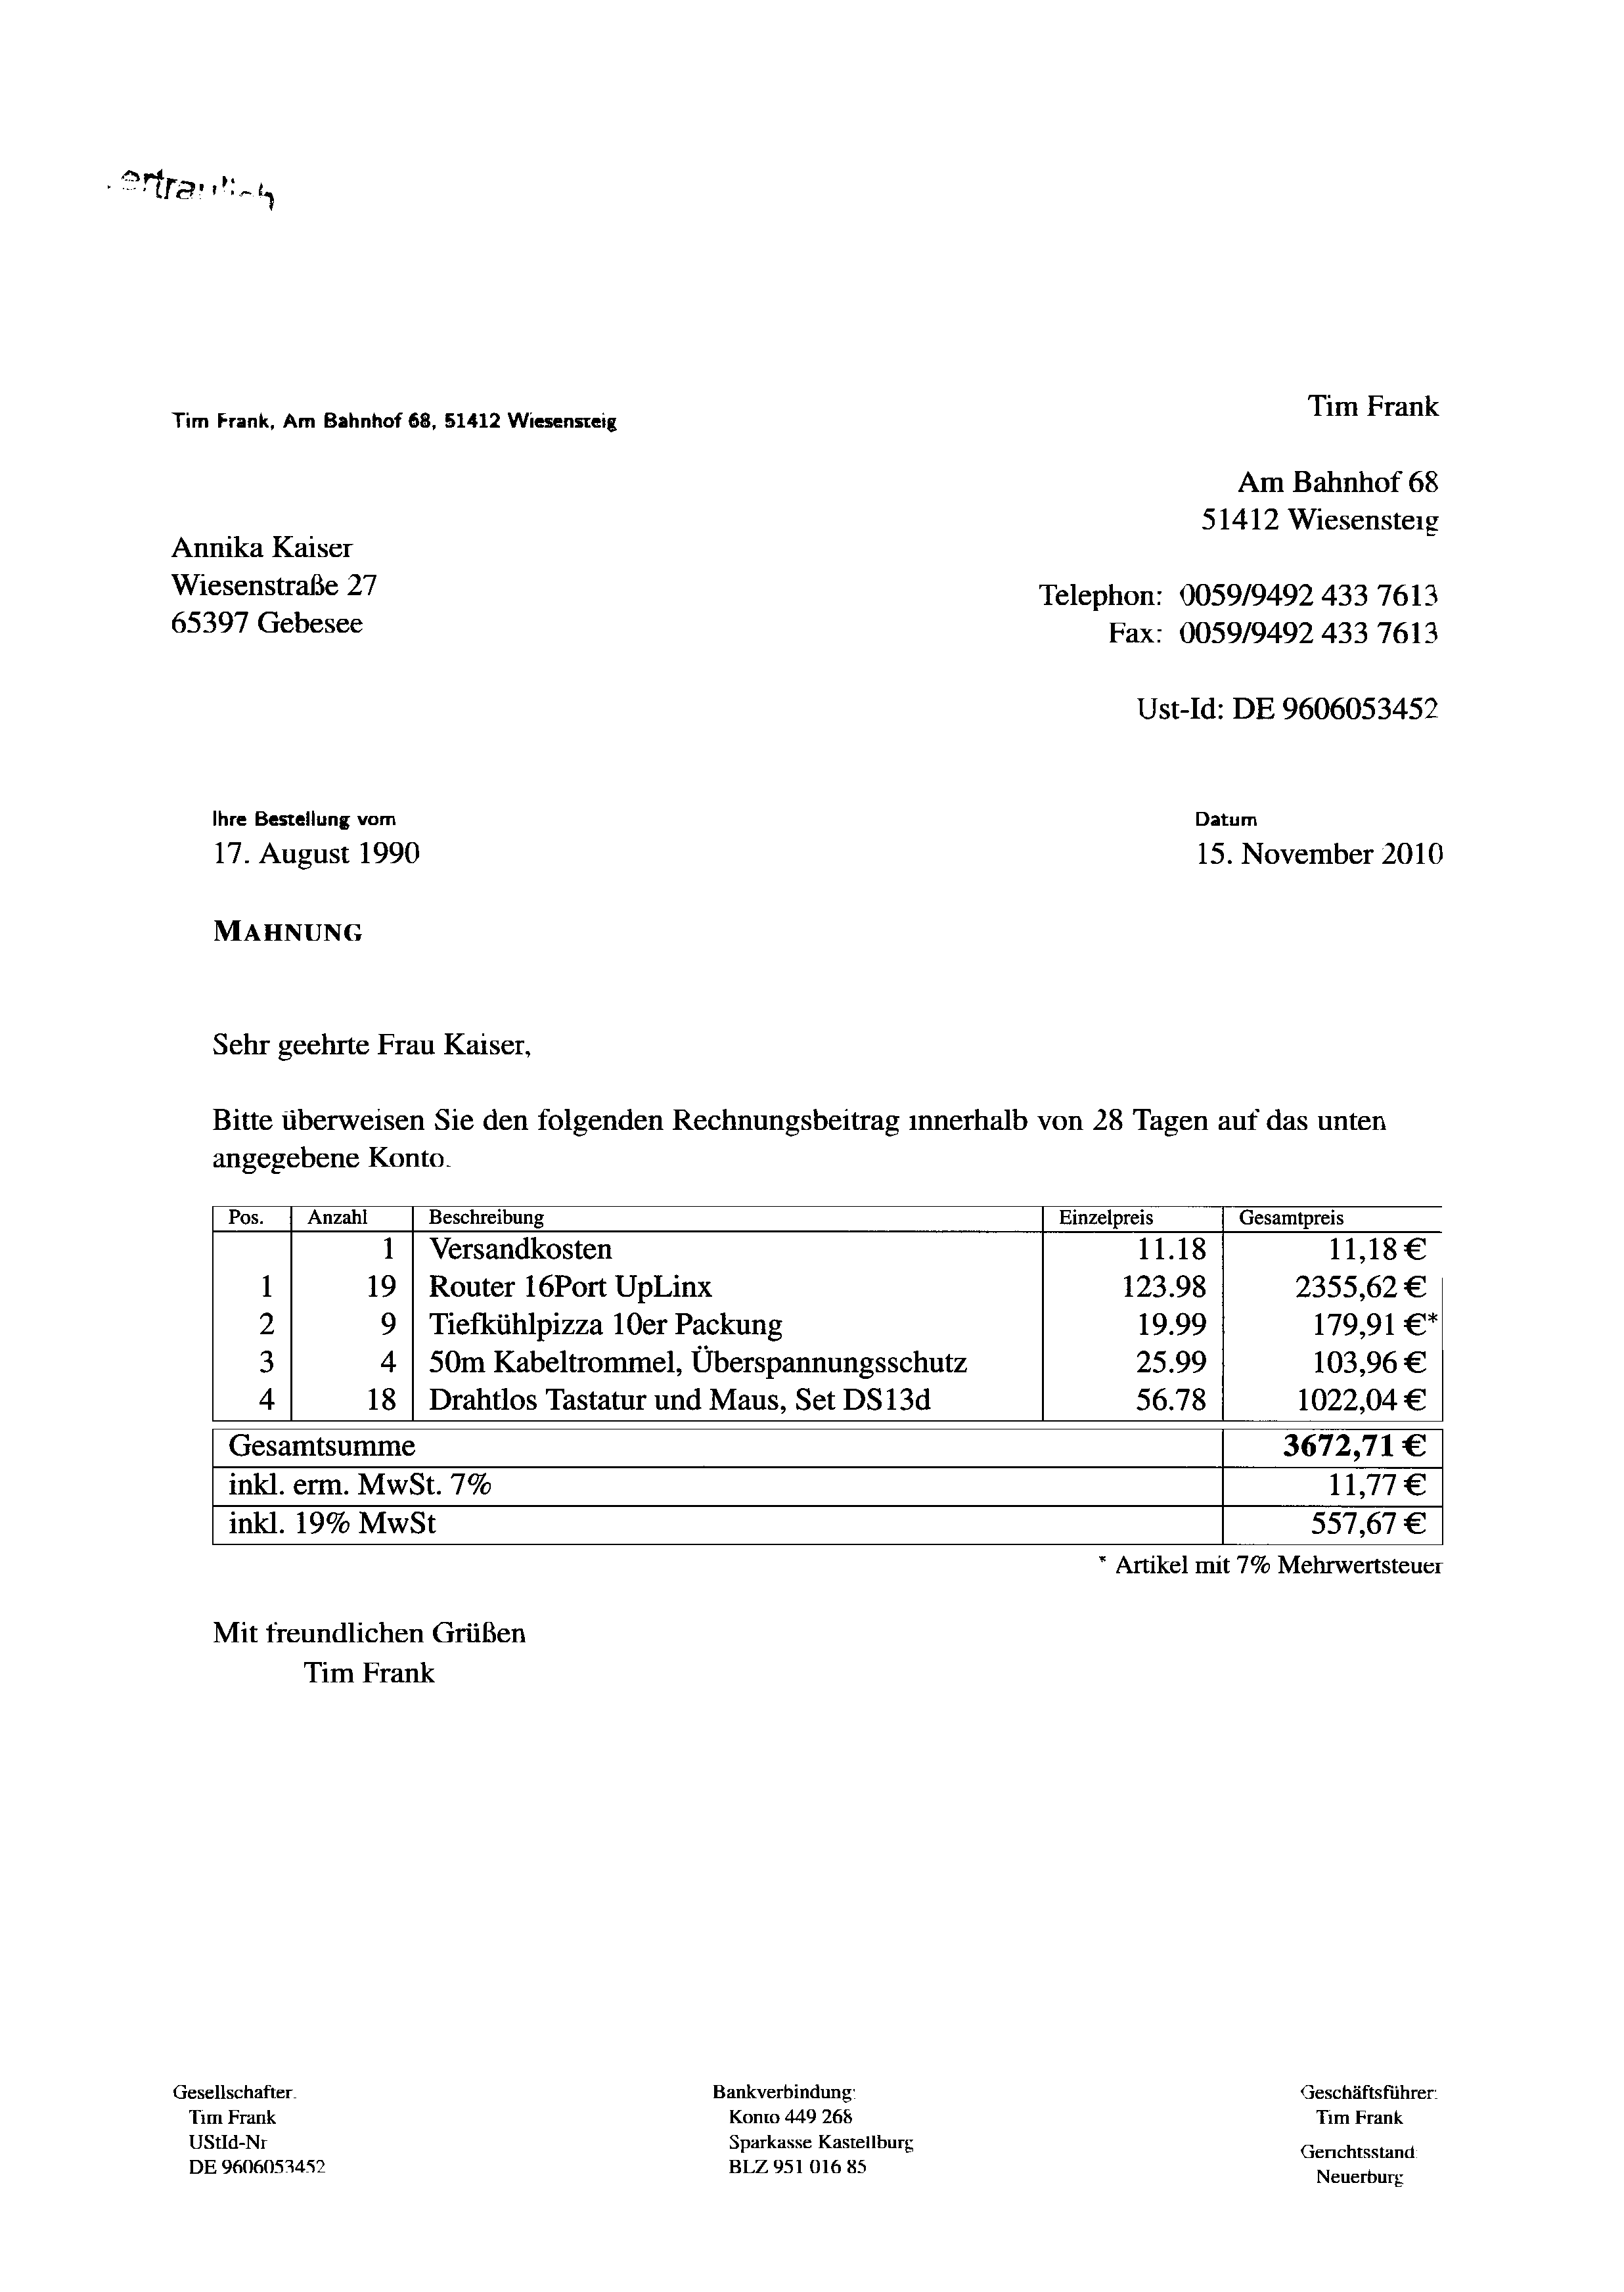 Tim Frank, Am Bahnhof 68, 51412 Wiesensteig
Tim Frank
Am Bahnhof 68
51412 Wiesensteig
Annika Kaiser
Wiesenstraße 27
65397 Gebesee
Telephon: 0059/9492 433 7613
Fax: 0059/9492 433 7613
Ust-Id: DE 9606053452
Ihre Bestellung vom
17. August 1990
Datum
15. November 2010
MAHNUNG
Sehr geehrte Frau Kaiser,
Bitte überweisen Sie den folgenden Rechnungsbeitrag innerhalb von 28 Tagen auf das unten
angegebene Konto.
Pos. Anzahl Beschreibung Einzelpreis Gesamtpreis
1 Versandkosten 11.18 11,18 €
1 19 Router 16Port UpLinx 123.98 2355,62 €
2 9 Tiefkühlpizza 10er Packung 19.99 179,91 €*
3 4 50m Kabeltrommel, Überspannungsschutz 25.99 103,96 €
4 18 Drahtlos Tastatur und Maus, Set DS13d 56.78 1022,04 €
Gesamtsumme 3672,71 €
inkl. erm. MwSt. 7% 11,77 €
inkl. 19% MwSt 557,67 €
* Artikel mit 7% Mehrwertsteuer
Mit freundlichen Grüßen
Tim Frank
Gesellschafter:
Tim Frank
UStId-Nr
DE 9606053452
Bankverbindung:
Konto 449 268
Sparkasse Kastellburg
BLZ 951 016 85
Geschäftsführer:
Tim Frank
Gerichtsstand:
Neuerburg